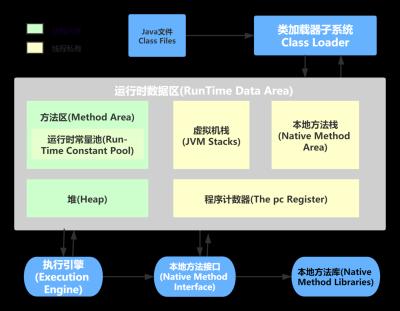 Java文件
Class Files
类加载器子系统
Class Loader
线程私有
运行时数据区(RunTime Data Area)
方法区(Method Area)
运行时常量池(Run-
Time Constant Pool)
虚拟机栈
(JVM Stacks)
本地方法栈
(Native Method
Area)
堆(Heap)
程序计数器(The pc Register)
执行引擎
(Execution
Engine)
本地方法接口
(Native Method
Interface)
本地方法库(Native
Method Libraries)